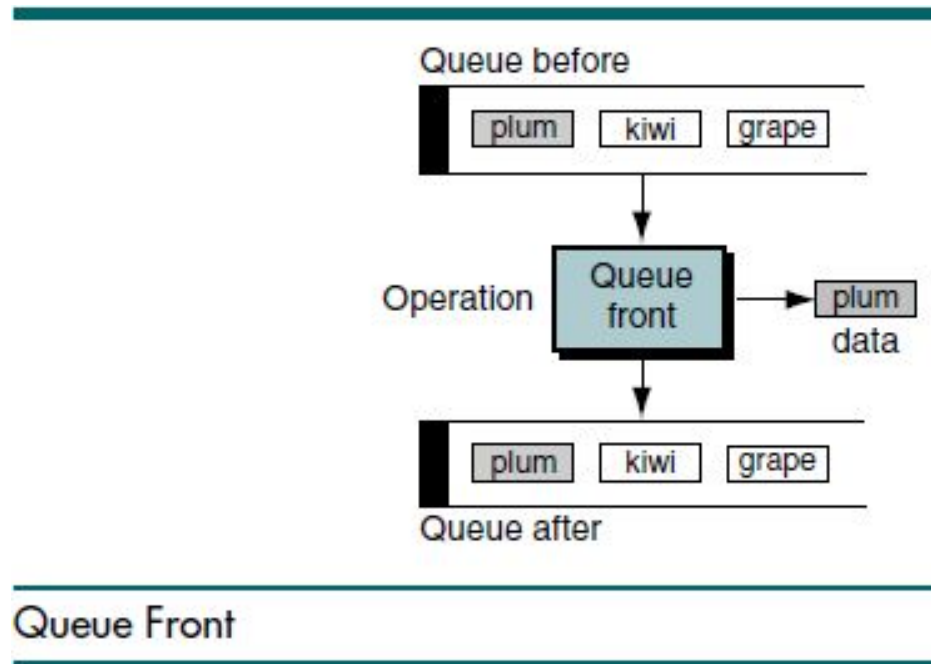 Queue before
plum kiwi grape
Queue
front
Operation
plum
data
plum kiwi grape
Queue after
Queue Front